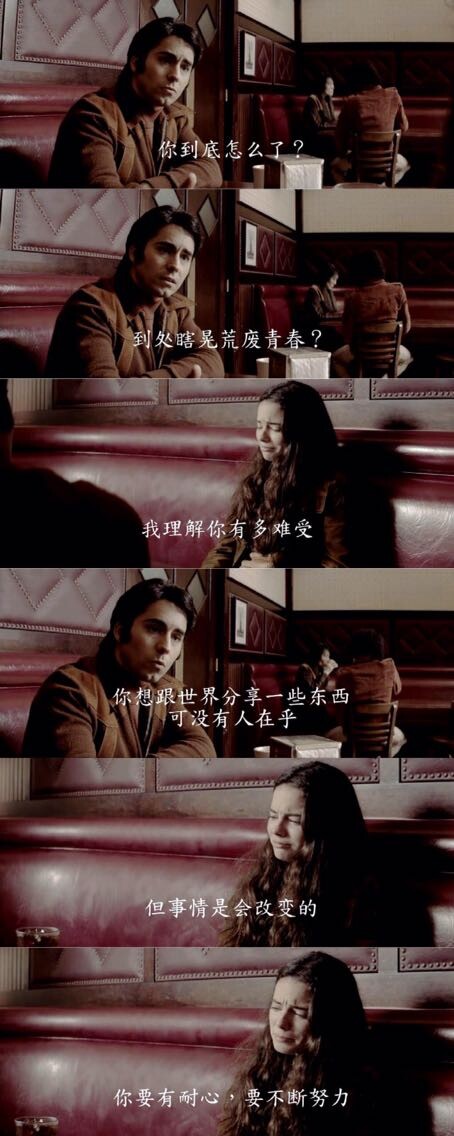 你到底怎么了？
到处瞎晃荒废青春？
我理解你有多难受
你想跟世界分享一些东西
可没有人在乎
但事情是会改变的
你要有耐心，要不断努力